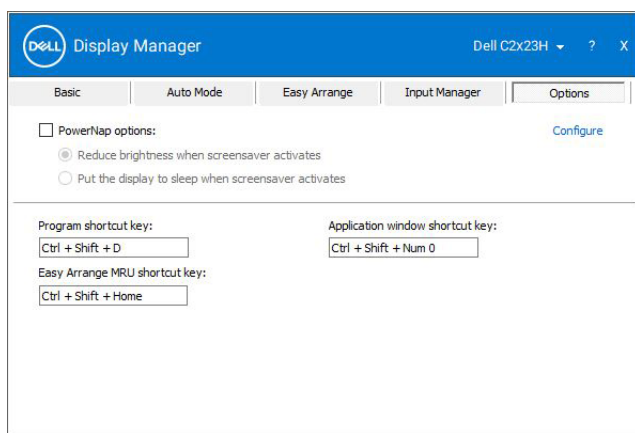 DELL Display Manager Dell C2x23H ? X
Basic Auto Mode Easy Arrange Input Manager Options
PowerNap options: Configure
Reduce brightness when screensaver activates
Put the display to sleep when screensaver activates
Program shortcut key: Application window shortcut key:
Ctrl + Shift + D Ctrl + Shift + Num 0
Easy Arrange MRU shortcut key:
Ctrl + Shift + Home